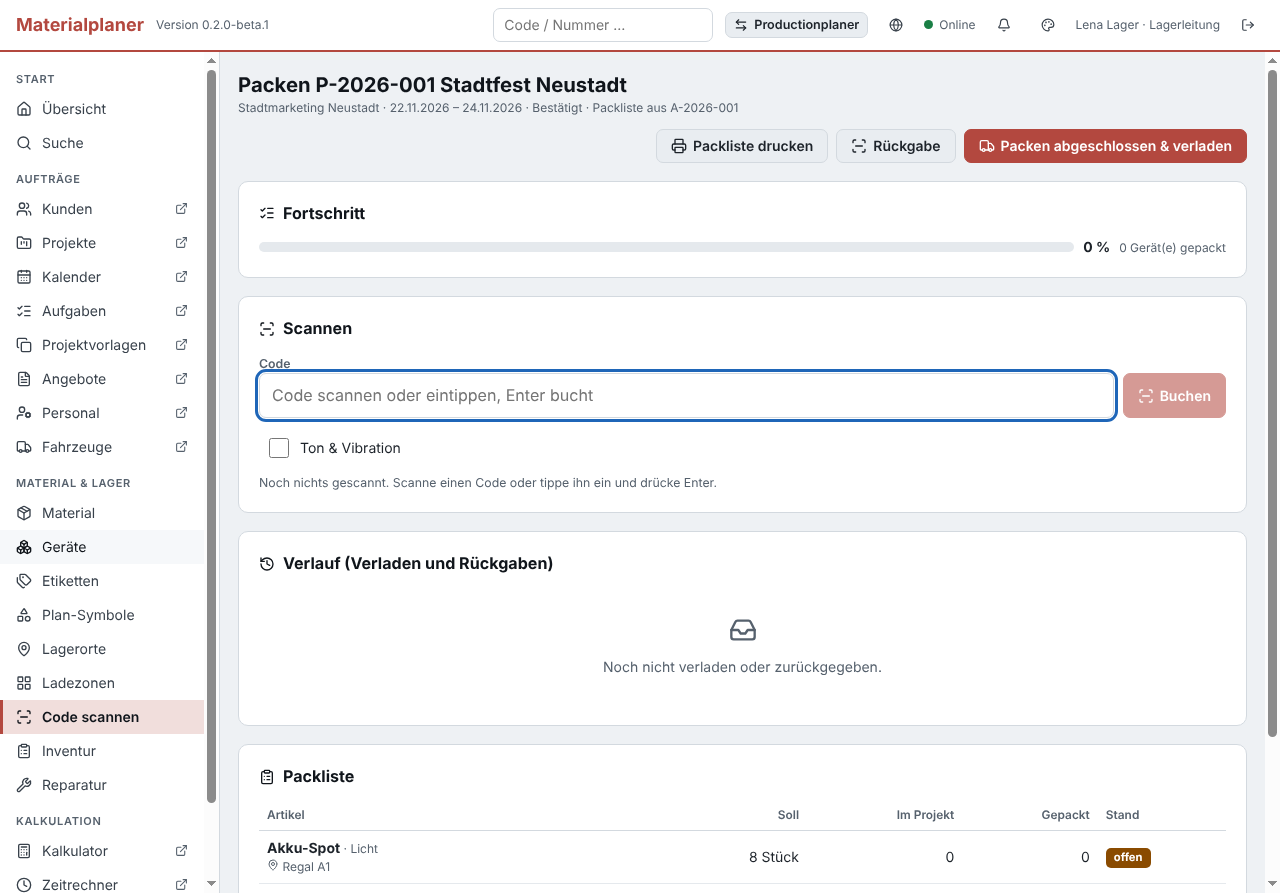 Materialplaner Version 0.2.0-beta.1 Code / Nummer ... Productionplaner Online Lena Lager · Lagerleitung
START
Übersicht
Suche
AUFTRÄGE
Kunden
Projekte
Kalender
Aufgaben
Projektvorlagen
Angebote
Personal
Fahrzeuge
MATERIAL & LAGER
Material
Geräte
Etiketten
Plan-Symbole
Lagerorte
Ladezonen
Code scannen
Inventur
Reparatur
KALKULATION
Kalkulator
Zeitrechner
Packen P-2026-001 Stadtfest Neustadt
Stadtmarketing Neustadt · 22.11.2026 – 24.11.2026 · Bestätigt · Packliste aus A-2026-001
Packliste drucken Rückgabe Packen abgeschlossen & verladen
Fortschritt
0 % 0 Gerät(e) gepackt
Scannen
Code
Code scannen oder eintippen, Enter bucht Buchen
Ton & Vibration
Noch nichts gescannt. Scanne einen Code oder tippe ihn ein und drücke Enter.
Verlauf (Verladen und Rückgaben)
Noch nicht verladen oder zurückgegeben.
Packliste
Artikel Soll Im Projekt Gepackt Stand
Akku-Spot · Licht 8 Stück 0 0 offen
Regal A1